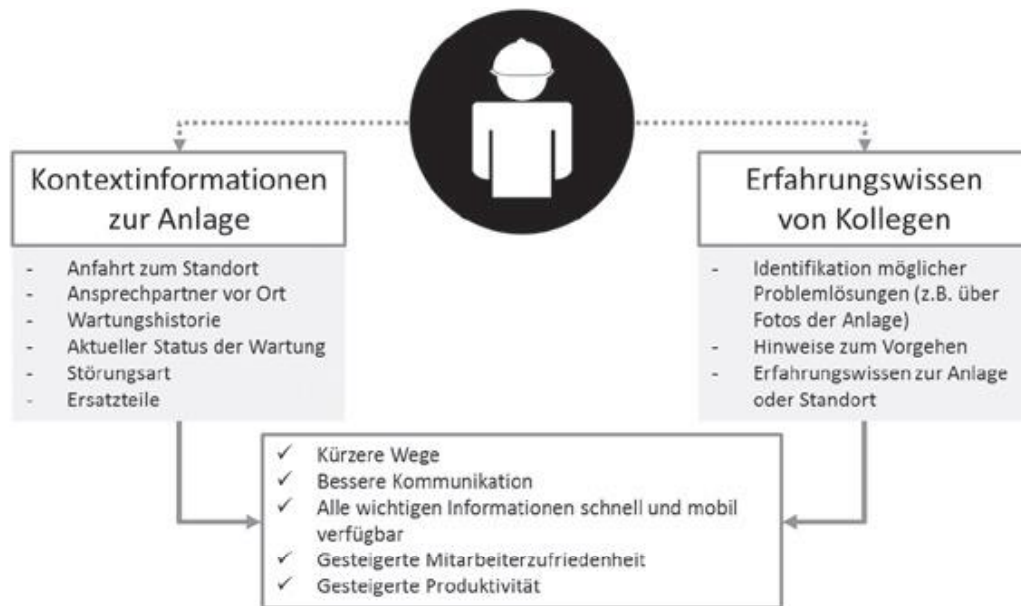 Kontextinformationen
zur Anlage
- Anfahrt zum Standort
- Ansprechpartner vor Ort
- Wartungshistorie
- Aktueller Status der Wartung
- Störungsart
- Ersatzteile
Erfahrungswissen
von Kollegen
- Identifikation möglicher
Problemlösungen (z.B. über
Fotos der Anlage)
- Hinweise zum Vorgehen
- Erfahrungswissen zur Anlage
oder Standort
✓ Kürzere Wege
✓ Bessere Kommunikation
✓ Alle wichtigen Informationen schnell und mobil
verfügbar
✓ Gesteigerte Mitarbeiterzufriedenheit
✓ Gesteigerte Produktivität